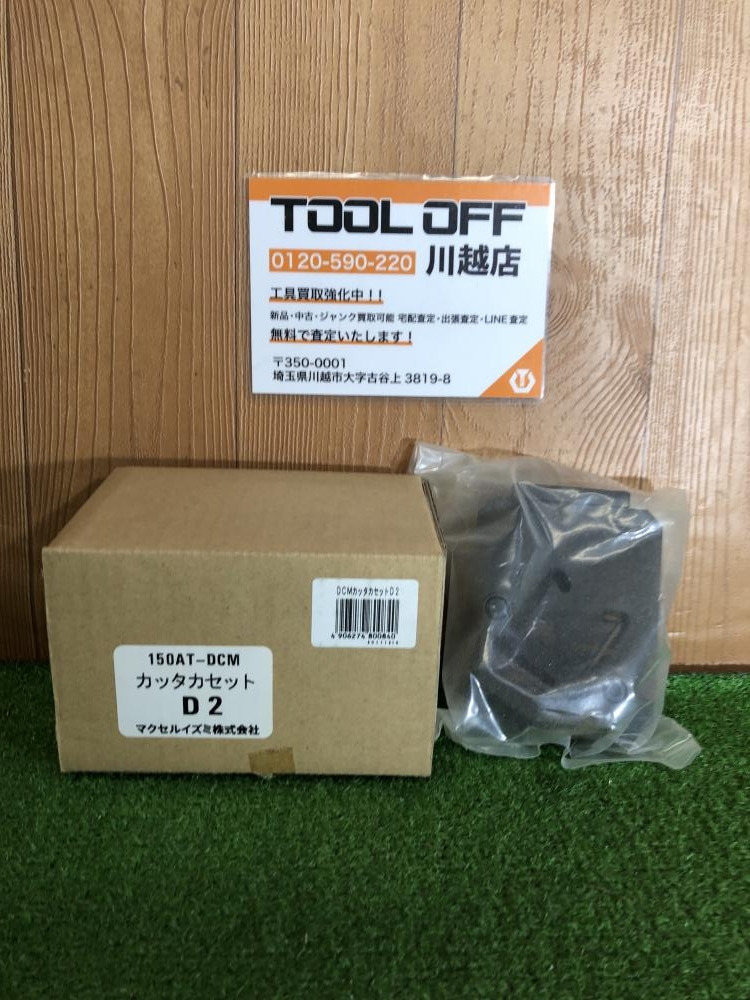 TOOL OFF
0120-590-220 川越店
工具買取強化中!!
新品・中古・ジャンク買取可能 宅配査定・出張査定・LINE査定
無料で査定いたします!
〒350-0001
埼玉県川越市大字古谷上3819-8
DCMカッタカセットD2
4 906274 800840
150AT-DCM
カッタカセット
D2
マクセルイズミ株式会社